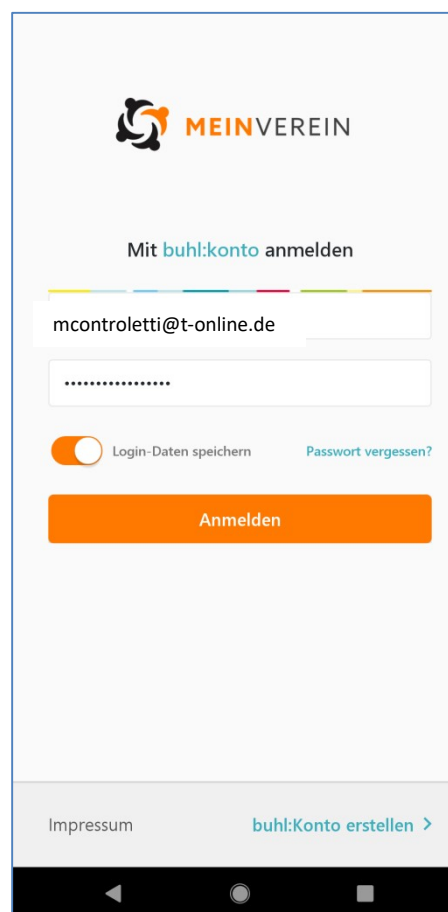 MEINVEREIN
Mit buhl:konto anmelden
mcontroletti@t-online.de
•••••••••••••••••
Login-Daten speichern Passwort vergessen?
Anmelden
Impressum buhl:Konto erstellen >